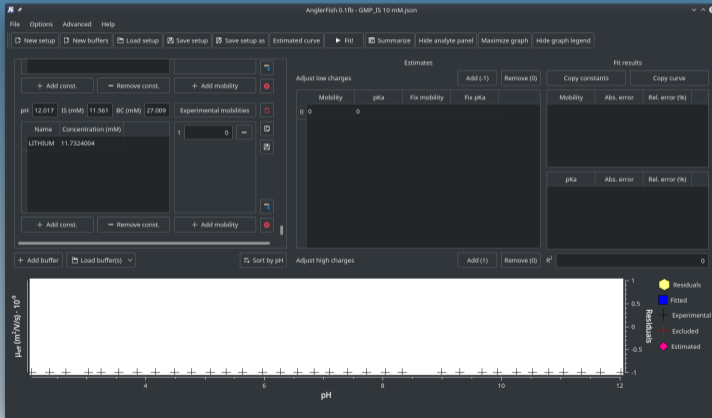 AnglerFish 0.1fb - GMP_IS 10 mM.json
File Options Advanced Help
New setup New buffers Load setup Save setup Save setup as Estimated curve Fit! Summarize Hide analyte panel Maximize graph Hide graph legend
Estimates
Fit results
Adjust low charges Add (-1) Remove (0)
Copy constants Copy curve
+ Add const. − Remove const. + Add mobility
Mobility pKa Fix mobility Fix pKa
0 0 0
Mobility Abs. error Rel. error (%)
pH 12.017 IS (mM) 11.561 BC (mM) 27.009 Experimental mobilities
Name Concentration (mM)
LITHIUM 11.7324004
1 0 −
pKa Abs. error Rel. error (%)
+ Add const. − Remove const. + Add mobility
+ Add buffer Load buffer(s) Sort by pH
Adjust high charges Add (1) Remove (0)
R² 0
μeff (m²/V/s) · 10⁻⁹
4 6 8 10 12
pH
1
0.5
0
-0.5
-1
Residuals
Residuals
Fitted
Experimental
Excluded
Estimated